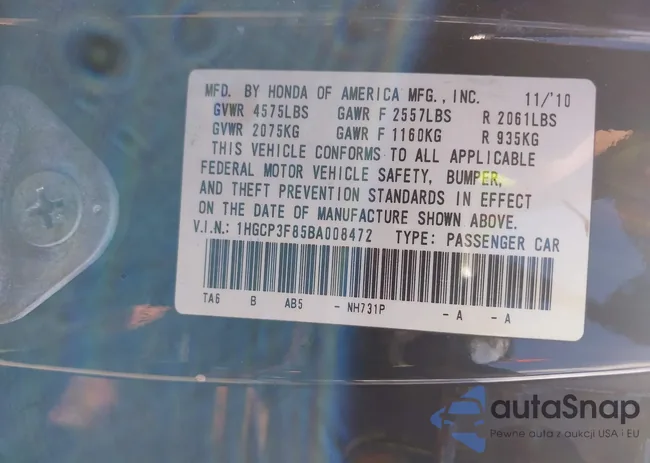 MFD. BY HONDA OF AMERICA MFG., INC. 11/'10
GVWR 4575LBS GAWR F 2557LBS R 2061LBS
GVWR 2075KG GAWR F 1160KG R 935KG
THIS VEHICLE CONFORMS TO ALL APPLICABLE
FEDERAL MOTOR VEHICLE SAFETY, BUMPER,
AND THEFT PREVENTION STANDARDS IN EFFECT
ON THE DATE OF MANUFACTURE SHOWN ABOVE.
V.I.N.: 1HGCP3F85BA008472 TYPE: PASSENGER CAR
TA6 B AB5 - NH731P - A - A
autaSnap
Pewne auta z aukcji USA i EU